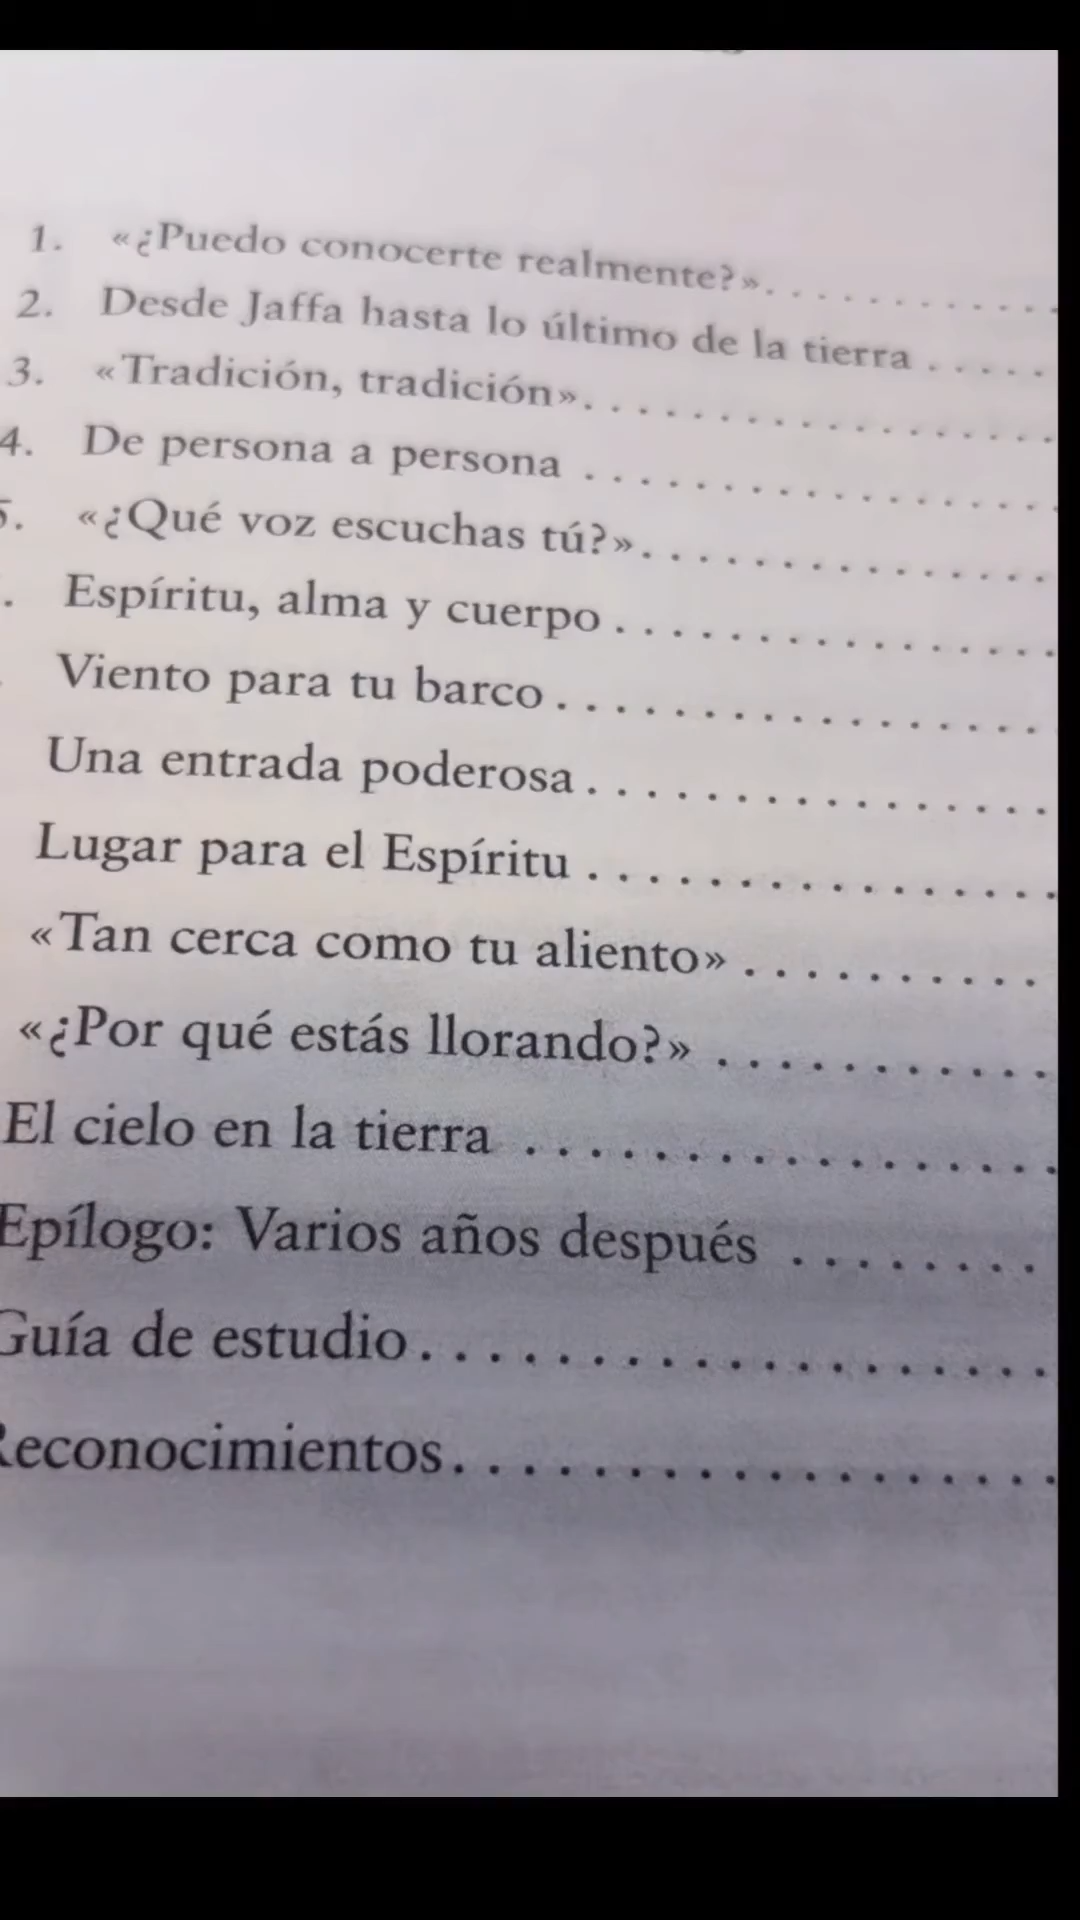 1. «¿Puedo conocerte realmente?». . . . . . . . . . . .
2. Desde Jaffa hasta lo último de la tierra . . . . .
3. «Tradición, tradición». . . . . . . . . . . . . . . . . .
4. De persona a persona . . . . . . . . . . . . . . . . .
5. «¿Qué voz escuchas tú?». . . . . . . . . . . . . . .
. Espíritu, alma y cuerpo . . . . . . . . . . . . . . . .
Viento para tu barco . . . . . . . . . . . . . . . . .
Una entrada poderosa . . . . . . . . . . . . . . . .
Lugar para el Espíritu . . . . . . . . . . . . . . . .
«Tan cerca como tu aliento» . . . . . . . . . .
«¿Por qué estás llorando?» . . . . . . . . . . .
El cielo en la tierra . . . . . . . . . . . . . . . . .
Epílogo: Varios años después . . . . . . . .
Guía de estudio . . . . . . . . . . . . . . . . . . .
Reconocimientos. . . . . . . . . . . . . . . . . .